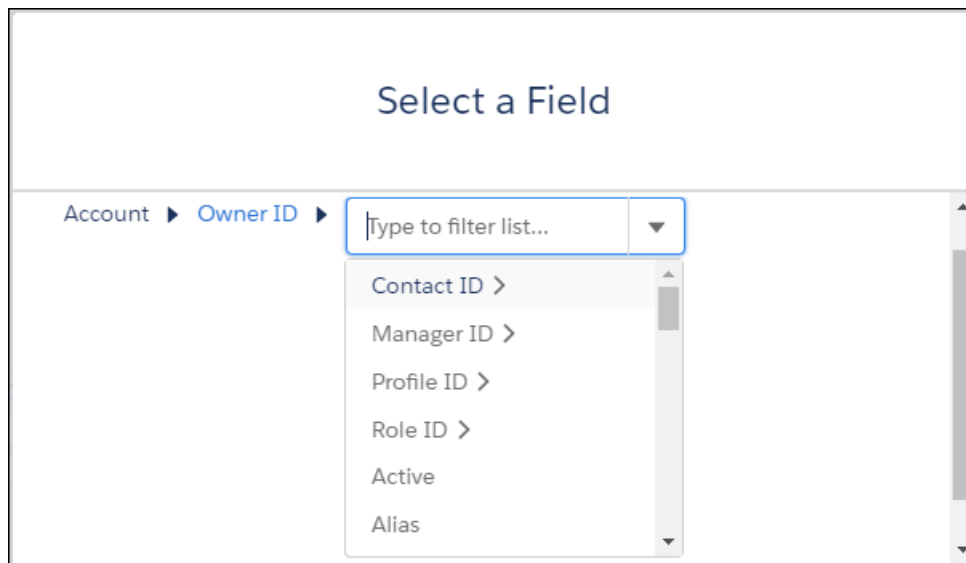 Select a Field
Account Owner ID Type to filter list...
Contact ID
Manager ID
Profile ID
Role ID
Active
Alias